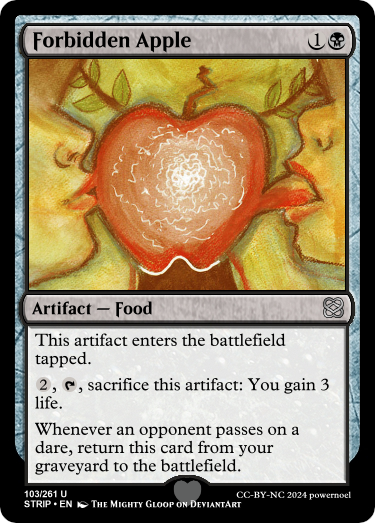 Forbidden Apple 1
Artifact — Food
This artifact enters the battlefield
tapped.
2, , sacrifice this artifact: You gain 3
life.
Whenever an opponent passes on a
dare, return this card from your
graveyard to the battlefield.
103/261 U
STRIP • EN The Mighty Gloop on DeviantArt
CC-BY-NC 2024 powernoel